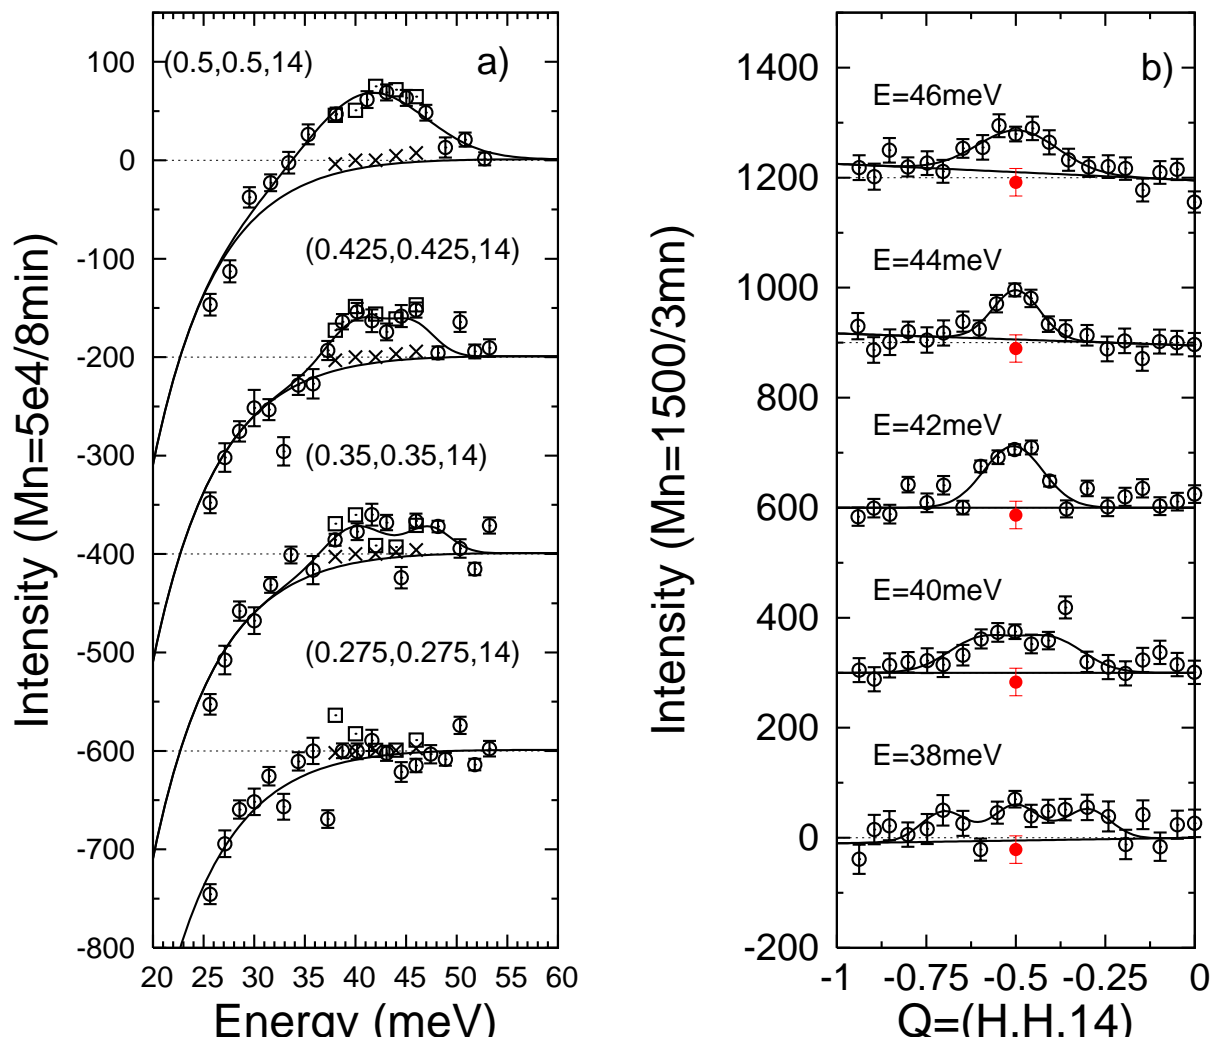 a)
(0.5,0.5,14)
(0.425,0.425,14)
(0.35,0.35,14)
(0.275,0.275,14)
100
0
-100
-200
-300
-400
-500
-600
-700
-800
20 25 30 35 40 45 50 55 60
Energy (meV)
Intensity (Mn=5e4/8min)
b)
E=46meV
E=44meV
E=42meV
E=40meV
E=38meV
1400
1200
1000
800
600
400
200
0
-200
-1 -0.75 -0.5 -0.25 0
Q=(H,H,14)
Intensity (Mn=1500/3mn)